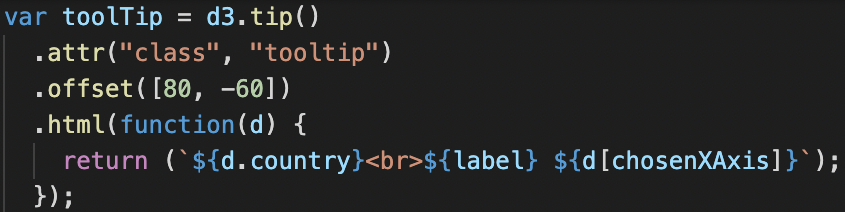 var toolTip = d3.tip()
  .attr("class", "tooltip")
  .offset([80, -60])
  .html(function(d) {
    return (`${d.country}<br>${label} ${d[chosenXAxis]}`);
  });